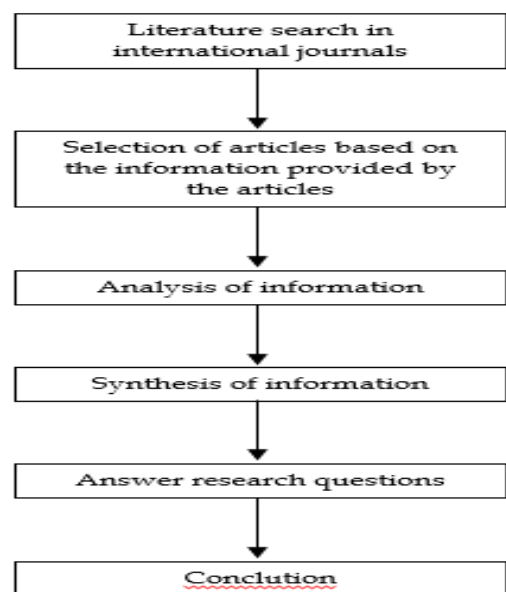 Literature search in
international journals
Selection of articles based on
the information provided by
the articles
Analysis of information
Synthesis of information
Answer research questions
Conclution